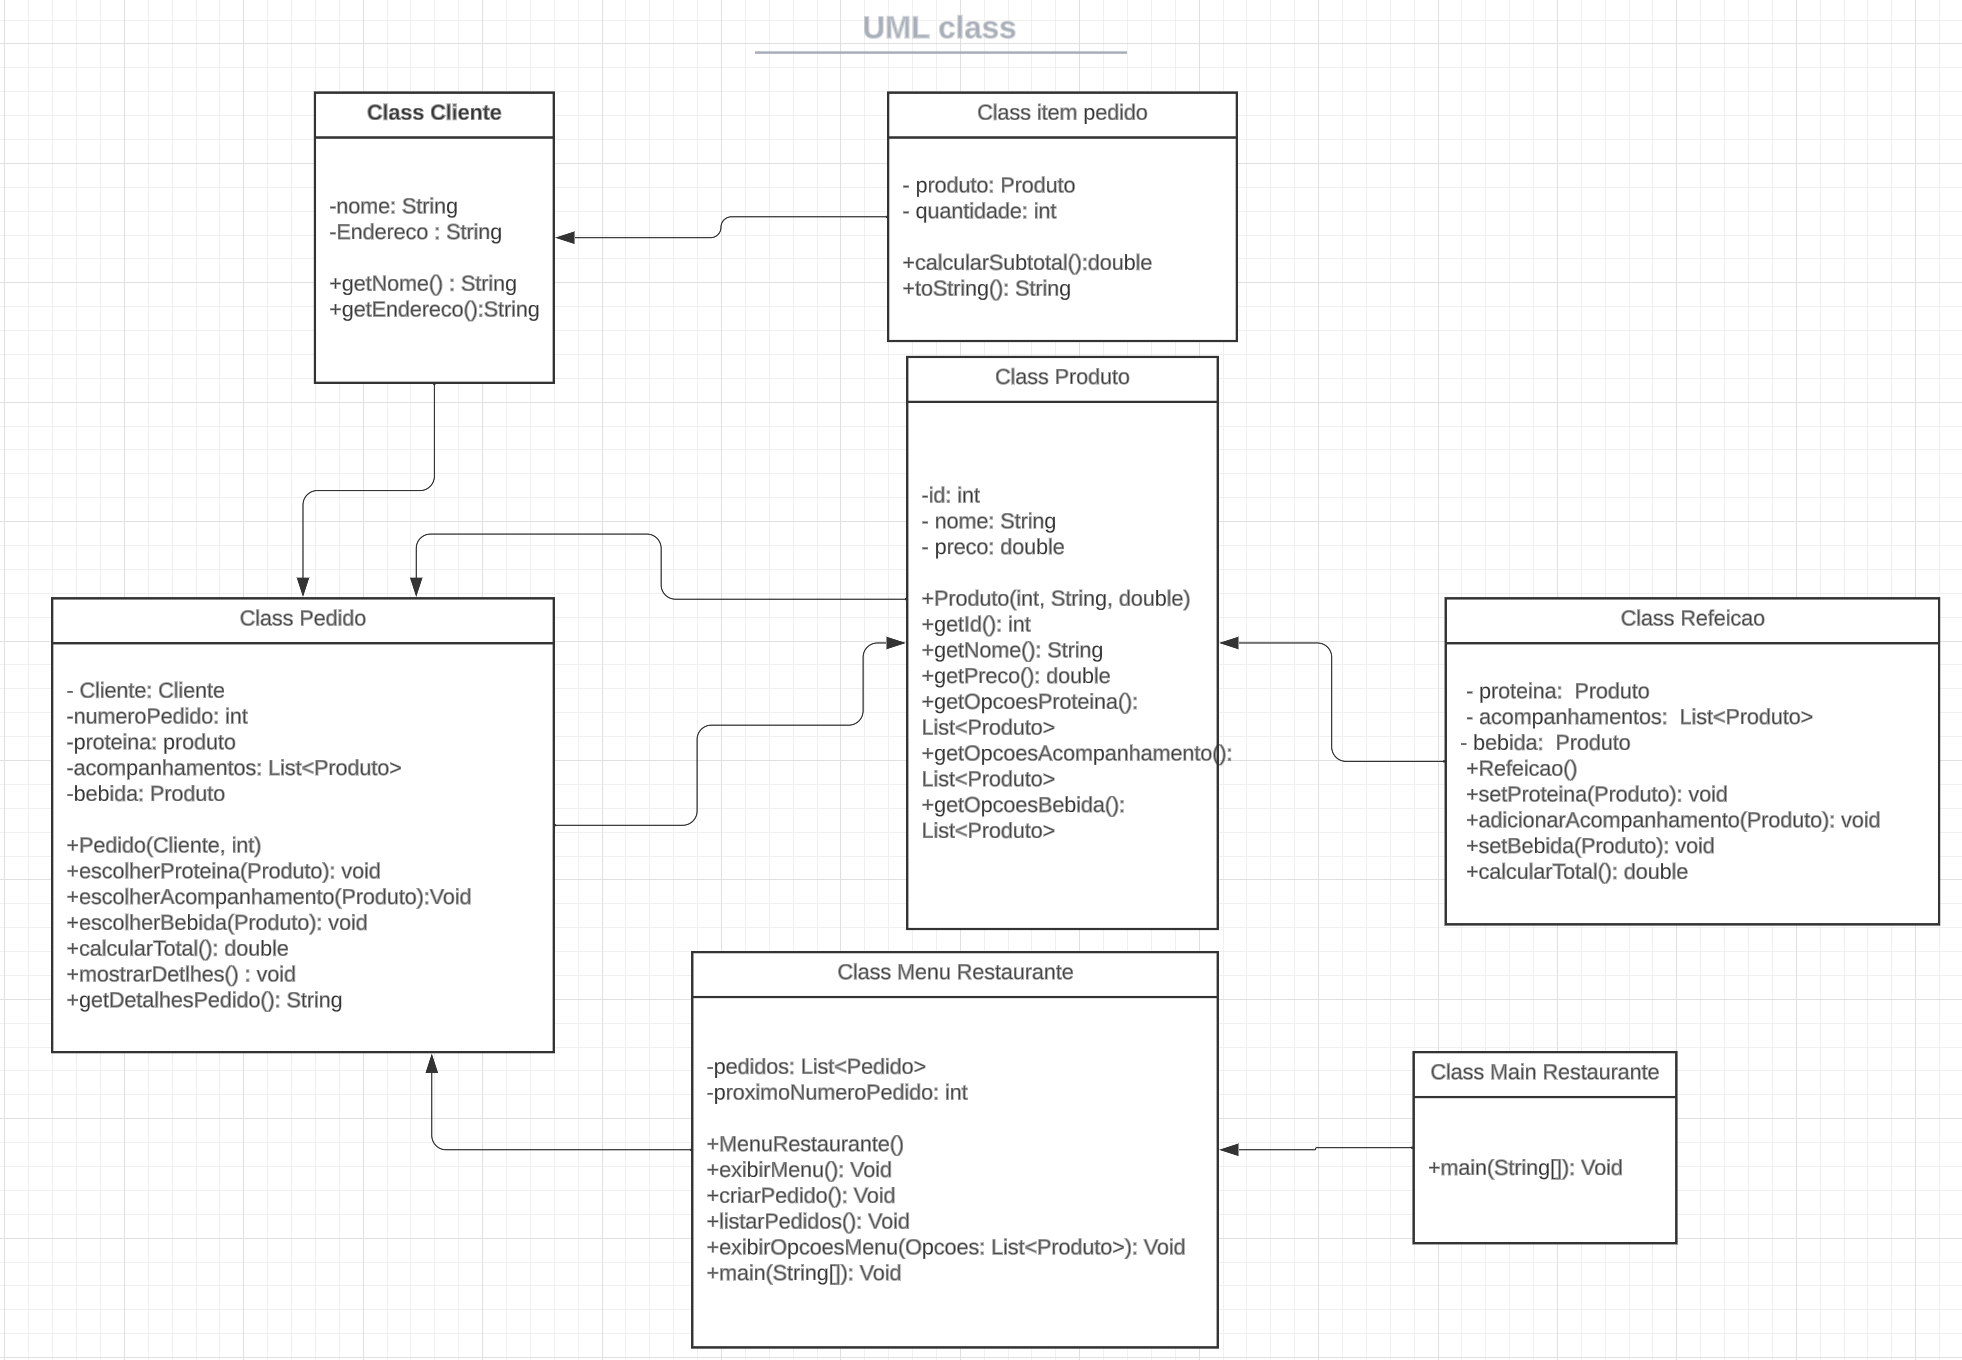 UML class
Class Cliente
-nome: String
-Endereco : String
+getNome() : String
+getEndereco():String
Class item pedido
- produto: Produto
- quantidade: int
+calcularSubtotal():double
+toString(): String
Class Produto
-id: int
- nome: String
- preco: double
+Produto(int, String, double)
+getId(): int
+getNome(): String
+getPreco(): double
+getOpcoesProteina():
List<Produto>
+getOpcoesAcompanhamento():
List<Produto>
+getOpcoesBebida():
List<Produto>
Class Pedido
- Cliente: Cliente
-numeroPedido: int
-proteina: produto
-acompanhamentos: List<Produto>
-bebida: Produto
+Pedido(Cliente, int)
+escolherProteina(Produto): void
+escolherAcompanhamento(Produto):Void
+escolherBebida(Produto): void
+calcularTotal(): double
+mostrarDetlhes() : void
+getDetalhesPedido(): String
Class Refeicao
- proteina:  Produto
- acompanhamentos:  List<Produto>
- bebida:  Produto
+Refeicao()
+setProteina(Produto): void
+adicionarAcompanhamento(Produto): void
+setBebida(Produto): void
+calcularTotal(): double
Class Menu Restaurante
-pedidos: List<Pedido>
-proximoNumeroPedido: int
+MenuRestaurante()
+exibirMenu(): Void
+criarPedido(): Void
+listarPedidos(): Void
+exibirOpcoesMenu(Opcoes: List<Produto>): Void
+main(String[]): Void
Class Main Restaurante
+main(String[]): Void